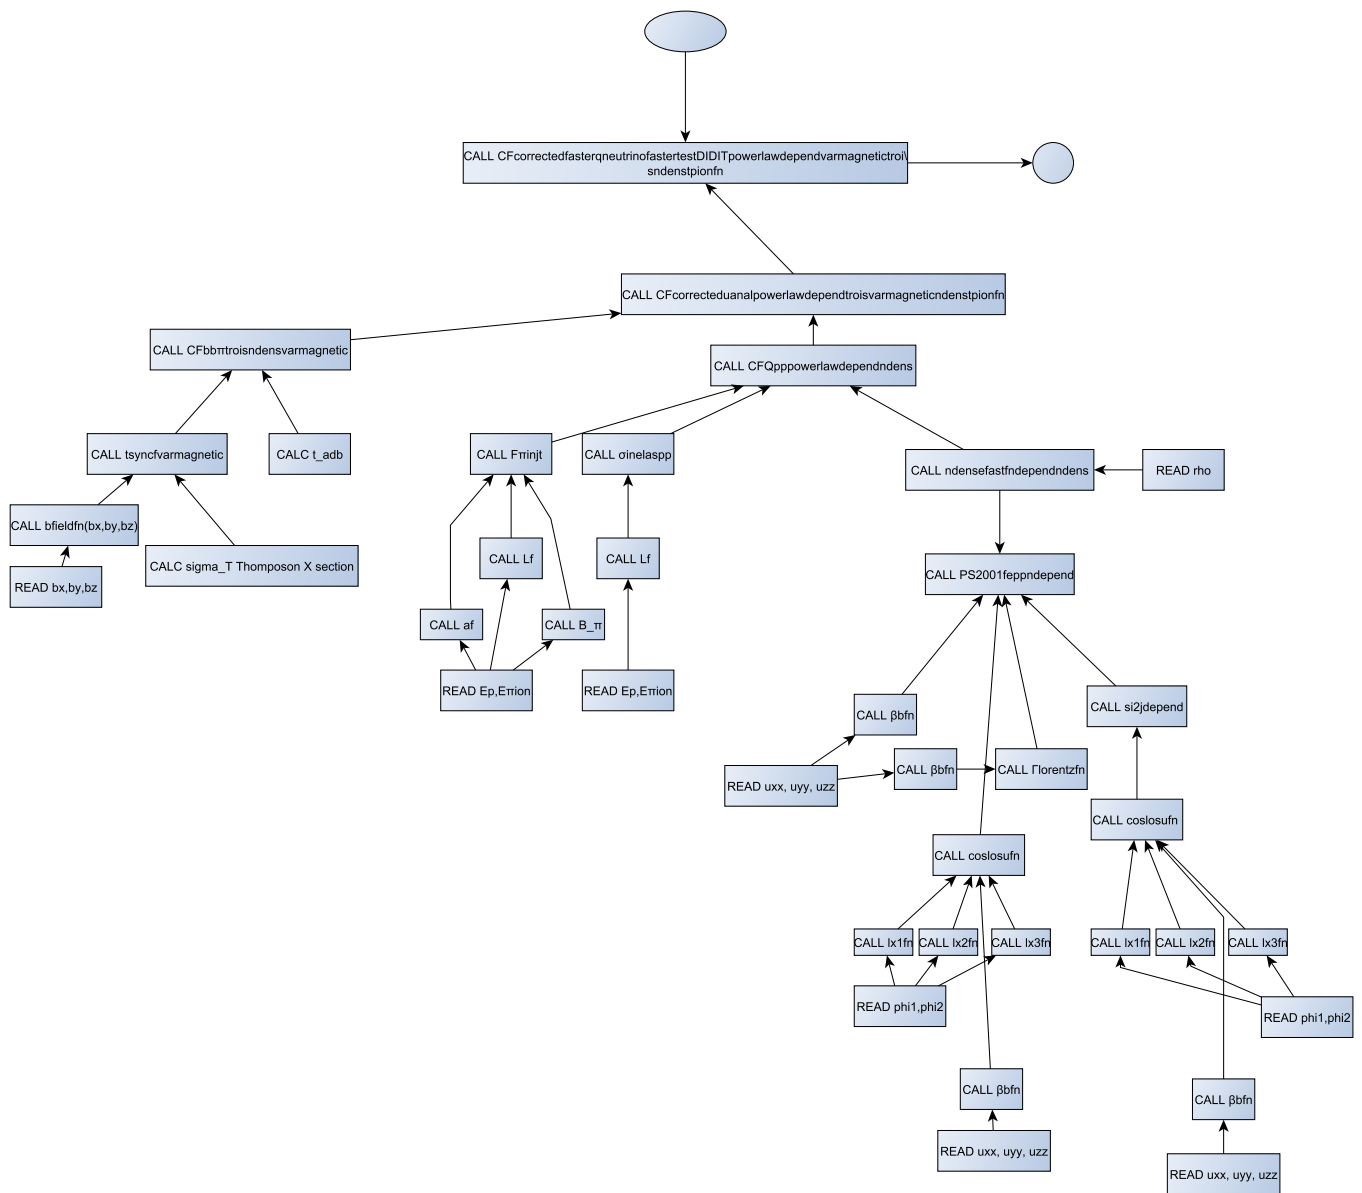 CALL CFcorrectedfasterqneutrinofastertestDIDITpowerlawdependvarmagnetictroi\
sndenstpionfn
CALL CFcorrecteduanalpowerlawdependtroisvarmagneticndenstpionfn
CALL CFbbπtroisndensvarmagnetic
CALL CFQpppowerlawdependndens
CALL tsyncfvarmagnetic
CALC t_adb
CALL Fπinjt
CALL σinelaspp
CALL ndensefastfndependndens
READ rho
CALL bfieldfn(bx,by,bz)
CALC sigma_T Thomposon X section
READ bx,by,bz
CALL Lf
CALL Lf
CALL PS2001feppndepend
CALL af
CALL B_π
READ Ep,Eπion
READ Ep,Eπion
CALL βbfn
CALL si2jdepend
READ uxx, uyy, uzz
CALL βbfn
CALL Γlorentzfn
CALL coslosufn
CALL coslosufn
CALL lx1fn
CALL lx2fn
CALL lx3fn
CALL lx1fn
CALL lx2fn
CALL lx3fn
READ phi1,phi2
READ phi1,phi2
CALL βbfn
CALL βbfn
READ uxx, uyy, uzz
READ uxx, uyy, uzz